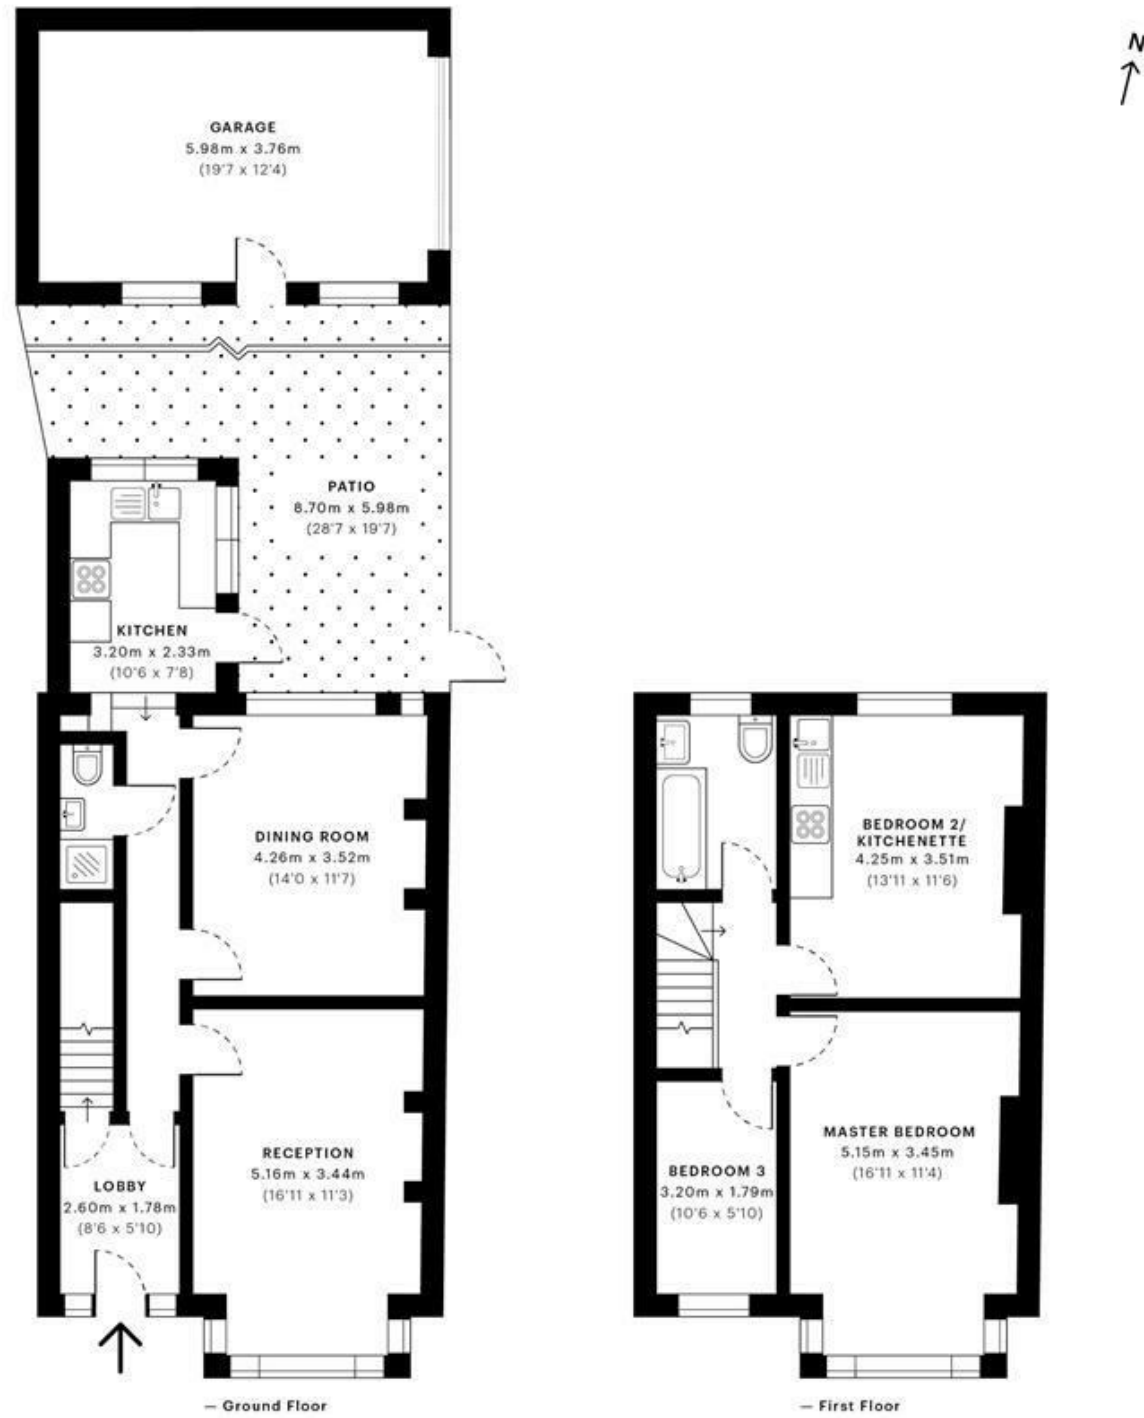 N
GARAGE
5.98m x 3.76m
(19'7 x 12'4)
PATIO
8.70m x 5.98m
(28'7 x 19'7)
KITCHEN
3.20m x 2.33m
(10'6 x 7'8)
DINING ROOM
4.26m x 3.52m
(14'0 x 11'7)
RECEPTION
5.16m x 3.44m
(16'11 x 11'3)
LOBBY
2.60m x 1.78m
(8'6 x 5'10)
— Ground Floor
BEDROOM 2/
KITCHENETTE
4.25m x 3.51m
(13'11 x 11'6)
MASTER BEDROOM
5.15m x 3.45m
(16'11 x 11'4)
BEDROOM 3
3.20m x 1.79m
(10'6 x 5'10)
— First Floor